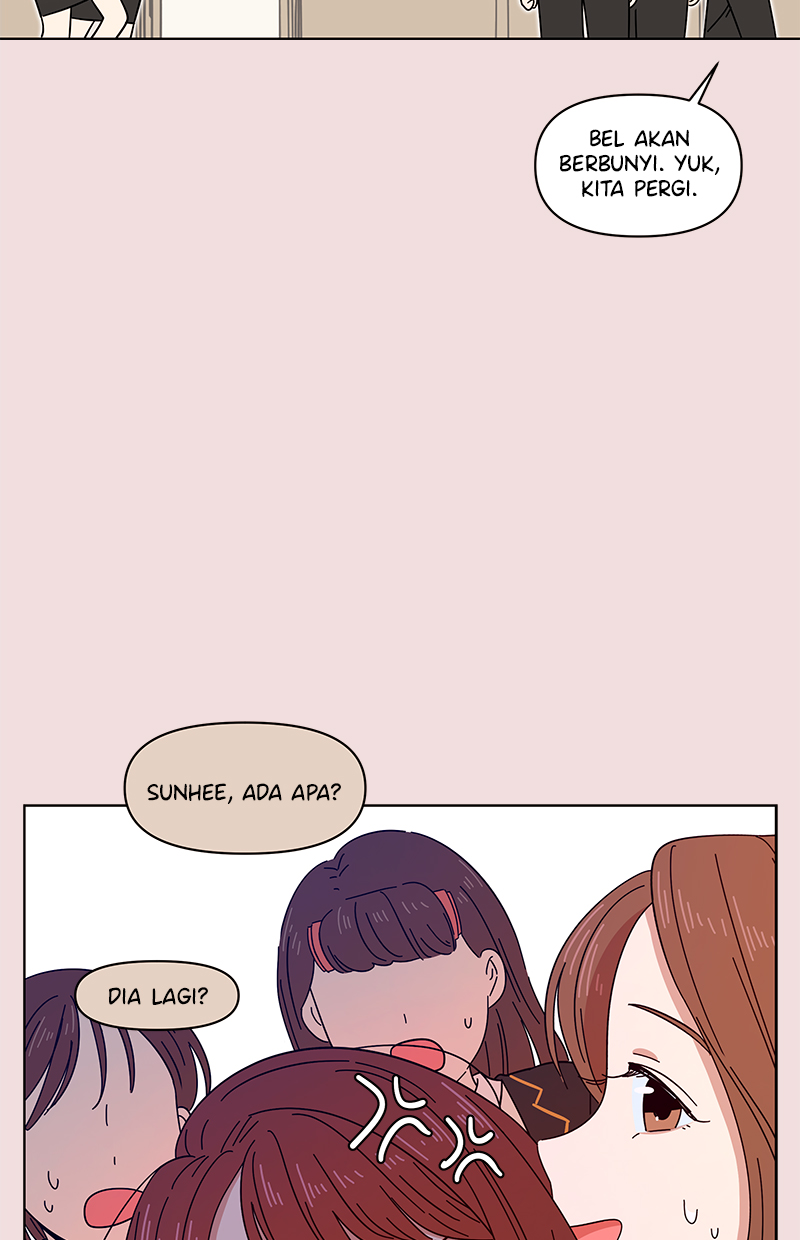 BEL AKAN
BERBUNYI. YUK,
KITA PERGI.
SUNHEE, ADA APA?
DIA LAGI?